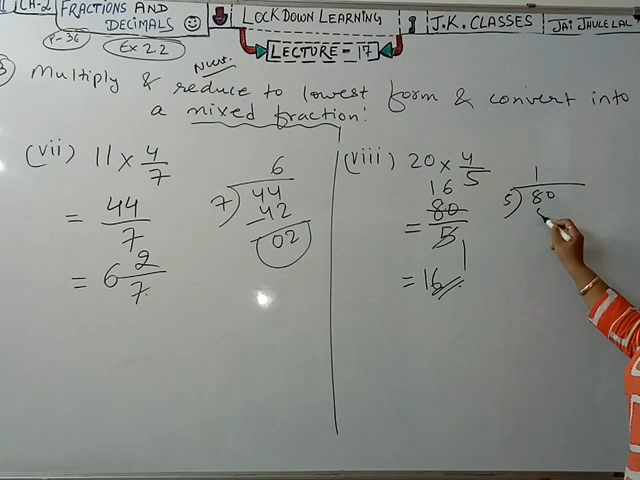 CH-2
FRACTIONS AND
DECIMALS
LOCKDOWN LEARNING
J.K. CLASSES
JAI JHULELAL
P-36
EX 2.2
LECTURE - 17
Num.
Multiply & reduce to lowest form & convert into
a mixed fraction:
(vii) 11 × 4/7
= 44/7
= 6 2/7
6
7) 44
42
02
(viii) 20 × 4/5
16
= 80/5
1
= 16
1
5) 80